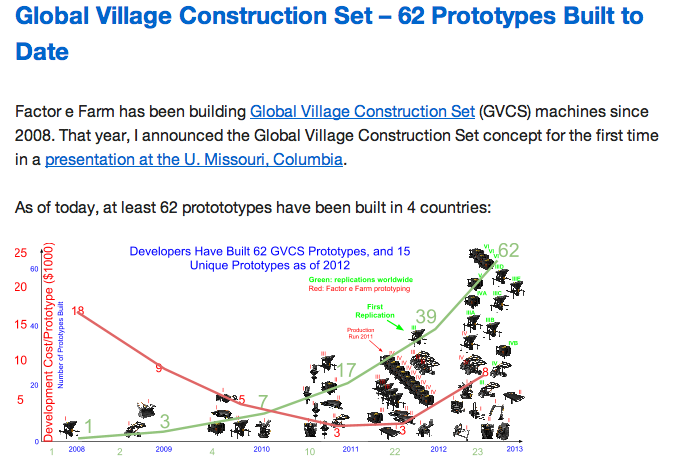 Global Village Construction Set – 62 Prototypes Built to
Date
Factor e Farm has been building Global Village Construction Set (GVCS) machines since
2008. That year, I announced the Global Village Construction Set concept for the first time
in a presentation at the U. Missouri, Columbia.
As of today, at least 62 protototypes have been built in 4 countries:
Developers Have Built 62 GVCS Prototypes, and 15
Unique Prototypes as of 2012
Green: replications worldwide
Red: Factor e Farm prototyping
First
Replication
Production
Run 2011
Development Cost/Prototype ($1000)
Number of Prototypes Built
25
20
15
10
5
60
40
20
0
18
9
5
3
3
8
1
3
7
17
39
62
1 2008 2 2009 4 2010 10 2011 22 2012 23 2013